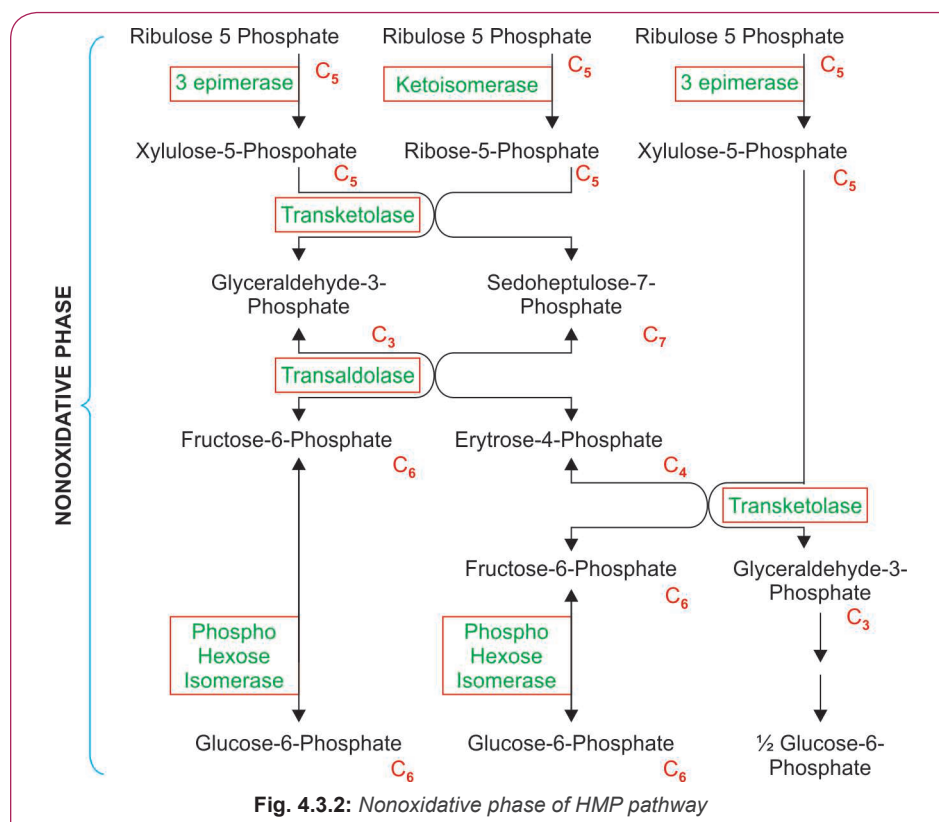 Ribulose 5 Phosphate
Ribulose 5 Phosphate
Ribulose 5 Phosphate
C5
C5
C5
3 epimerase
Ketoisomerase
3 epimerase
Xylulose-5-Phospohate
Ribose-5-Phosphate
Xylulose-5-Phosphate
C5
C5
C5
Transketolase
Glyceraldehyde-3-
Phosphate
Sedoheptulose-7-
Phosphate
C3
C7
Transaldolase
Fructose-6-Phosphate
Erytrose-4-Phosphate
C6
C4
Transketolase
Fructose-6-Phosphate
Glyceraldehyde-3-
Phosphate
C6
C3
Phospho
Hexose
Isomerase
Phospho
Hexose
Isomerase
Glucose-6-Phosphate
Glucose-6-Phosphate
½ Glucose-6-
Phosphate
C6
C6
NONOXIDATIVE PHASE
Fig. 4.3.2: Nonoxidative phase of HMP pathway